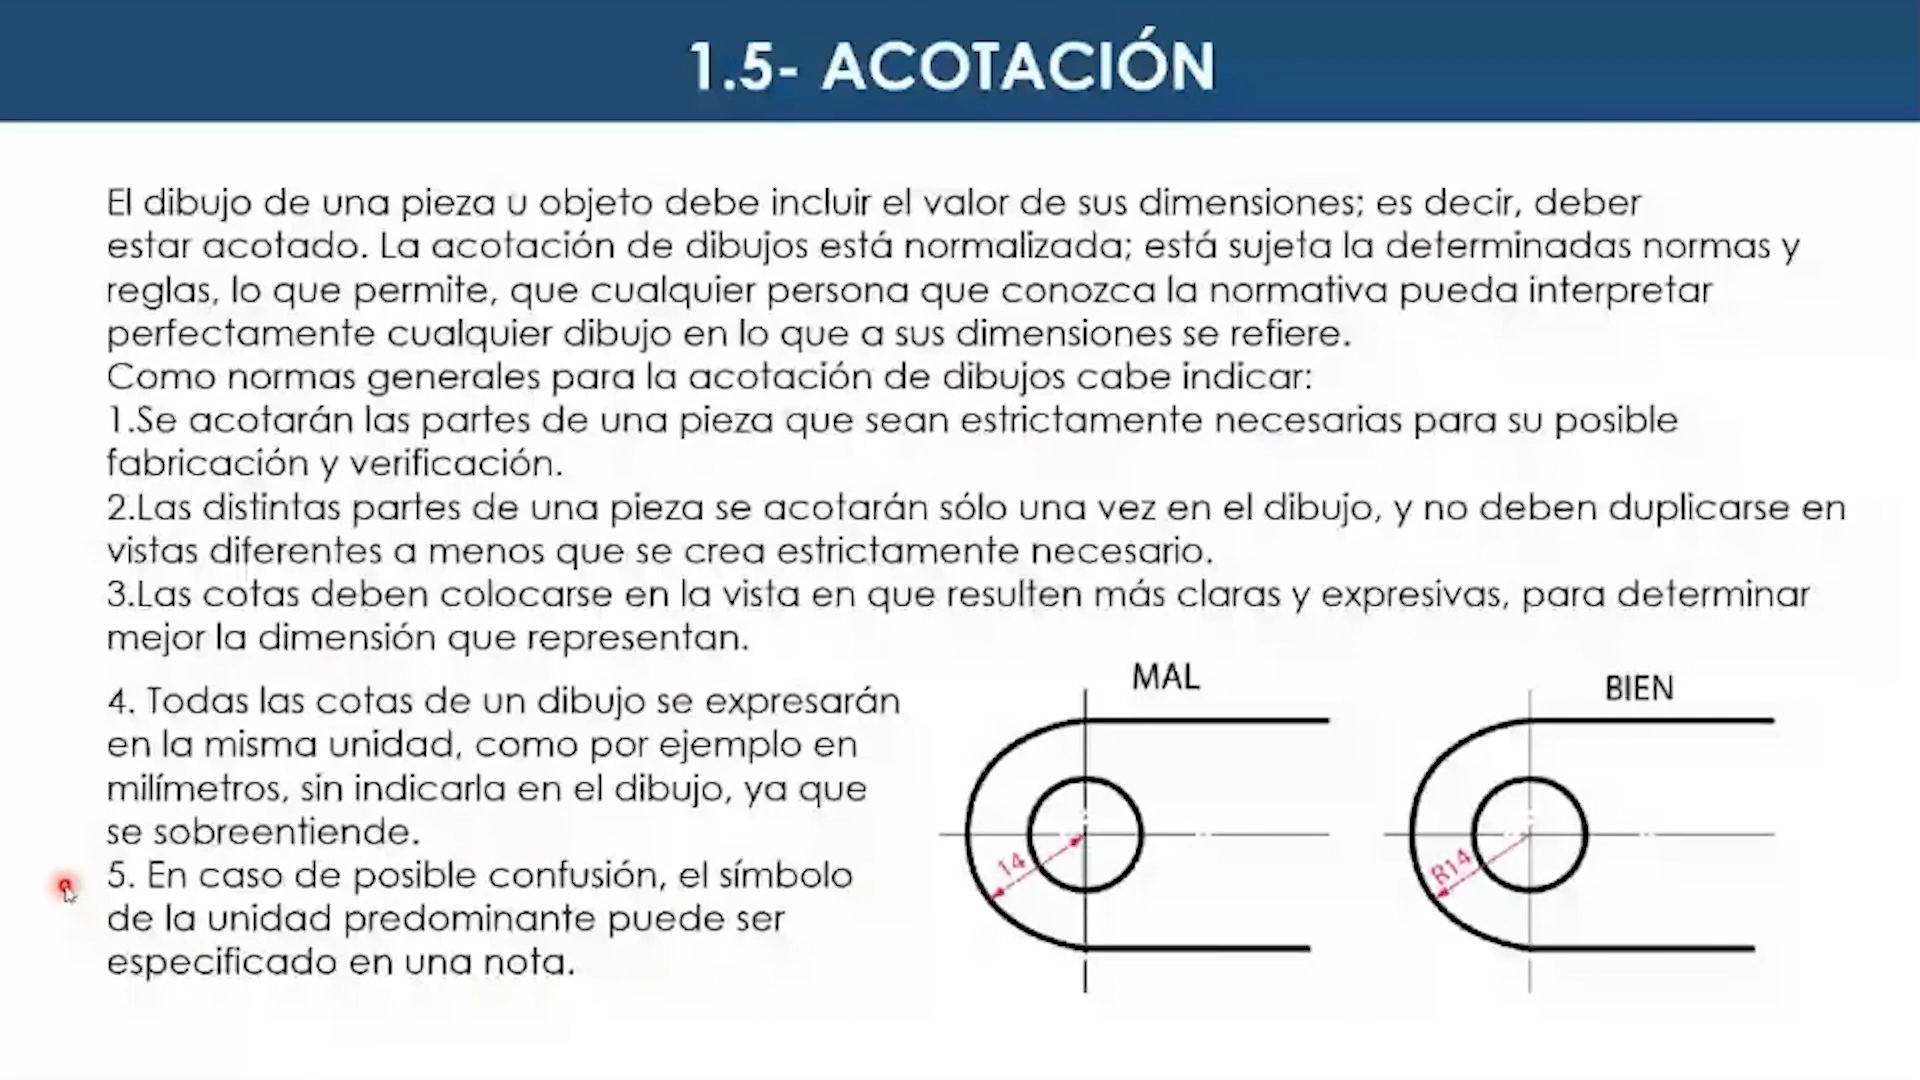 1.5- ACOTACIÓN
El dibujo de una pieza u objeto debe incluir el valor de sus dimensiones; es decir, deber
estar acotado. La acotación de dibujos está normalizada; está sujeta la determinadas normas y
reglas, lo que permite, que cualquier persona que conozca la normativa pueda interpretar
perfectamente cualquier dibujo en lo que a sus dimensiones se refiere.
Como normas generales para la acotación de dibujos cabe indicar:
1.Se acotarán las partes de una pieza que sean estrictamente necesarias para su posible
fabricación y verificación.
2.Las distintas partes de una pieza se acotarán sólo una vez en el dibujo, y no deben duplicarse en
vistas diferentes a menos que se crea estrictamente necesario.
3.Las cotas deben colocarse en la vista en que resulten más claras y expresivas, para determinar
mejor la dimensión que representan.
4. Todas las cotas de un dibujo se expresarán
en la misma unidad, como por ejemplo en
milímetros, sin indicarla en el dibujo, ya que
se sobreentiende.
5. En caso de posible confusión, el símbolo
de la unidad predominante puede ser
especificado en una nota.
MAL
14
BIEN
R14